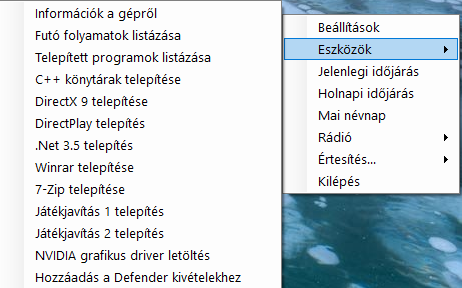 Információk a gépről
Futó folyamatok listázása
Telepített programok listázása
C++ könytárak telepítése
DirectX 9 telepítése
DirectPlay telepítés
.Net 3.5 telepítés
Winrar telepítése
7-Zip telepítése
Játékjavítás 1 telepítés
Játékjavítás 2 telepítés
NVIDIA grafikus driver letöltés
Hozzáadás a Defender kivételekhez
Beállítások
Eszközök
Jelenlegi időjárás
Holnapi időjárás
Mai névnap
Rádió
Értesítés...
Kilépés